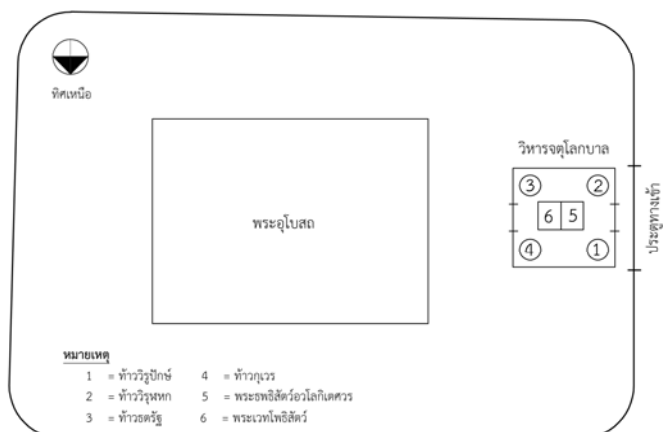 ทิศเหนือ
วิหารจตุโลกบาล
3 2
6 5
4 1
พระอุโบสถ
ประตูทางเข้า
หมายเหตุ
1 = ท้าววิรูปักษ์ 4 = ท้าวกุเวร
2 = ท้าววิรุฬหก 5 = พระธพธิสัตว์อวโลกิเตศวร
3 = ท้าวธตรัฐ 6 = พระเวทโพธิสัตว์